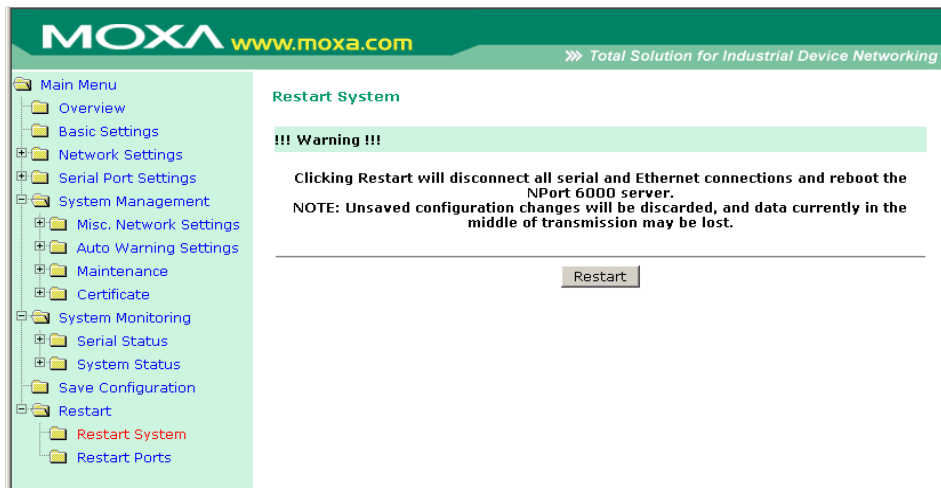 MOXA www.moxa.com
Total Solution for Industrial Device Networking
Main Menu
Overview
Basic Settings
Network Settings
Serial Port Settings
System Management
Misc. Network Settings
Auto Warning Settings
Maintenance
Certificate
System Monitoring
Serial Status
System Status
Save Configuration
Restart
Restart System
Restart Ports
Restart System
!!! Warning !!!
Clicking Restart will disconnect all serial and Ethernet connections and reboot the
NPort 6000 server.
NOTE: Unsaved configuration changes will be discarded, and data currently in the
middle of transmission may be lost.
Restart